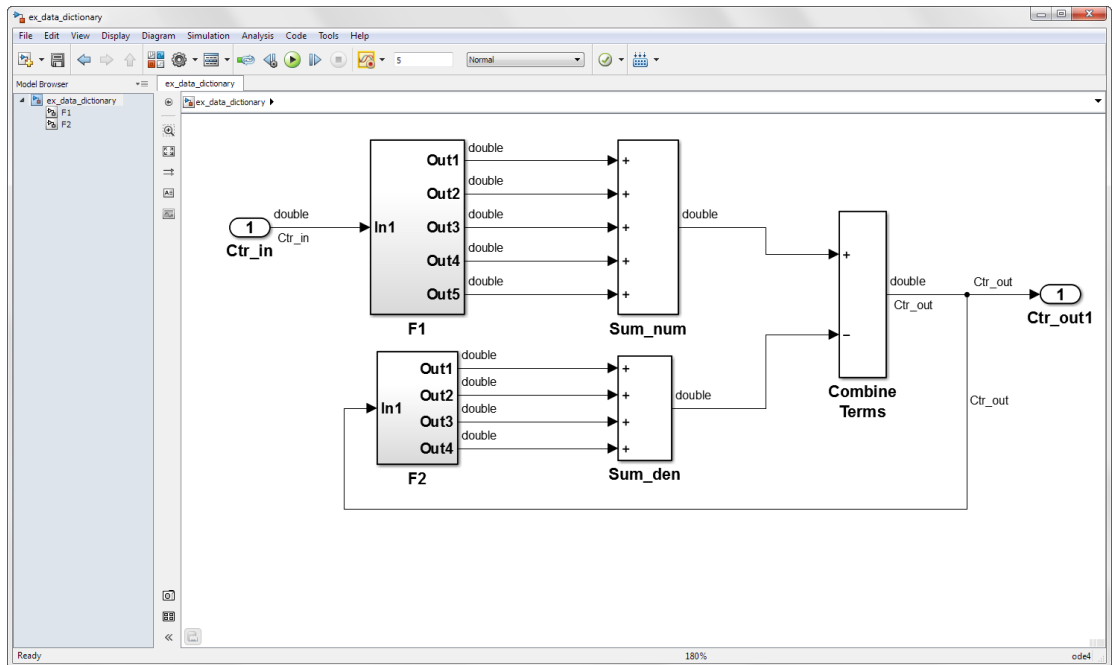 ex_data_dictionary
File Edit View Display Diagram Simulation Analysis Code Tools Help
5 Normal
Model Browser
ex_data_dictionary
ex_data_dictionary
F1
F2
ex_data_dictionary
double
Ctr_in
1
Ctr_in
In1
Out1
Out2
Out3
Out4
Out5
F1
double
double
double
double
double
+
+
+
+
+
Sum_num
double
In1
Out1
Out2
Out3
Out4
F2
double
double
double
double
+
+
+
+
Sum_den
double
+
−
Combine
Terms
double
Ctr_out
Ctr_out
Ctr_out
1
Ctr_out1
Ready 180% ode4